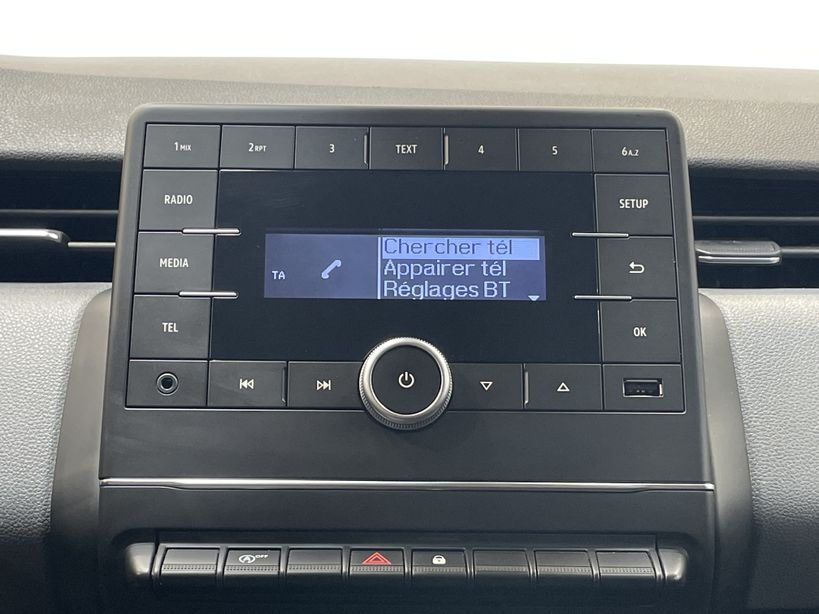 1 MIX 2 RPT 3 TEXT 4 5 6 A..Z
RADIO SETUP
Chercher tél
MEDIA TA Appairer tél
Réglages BT
TEL OK
OFF